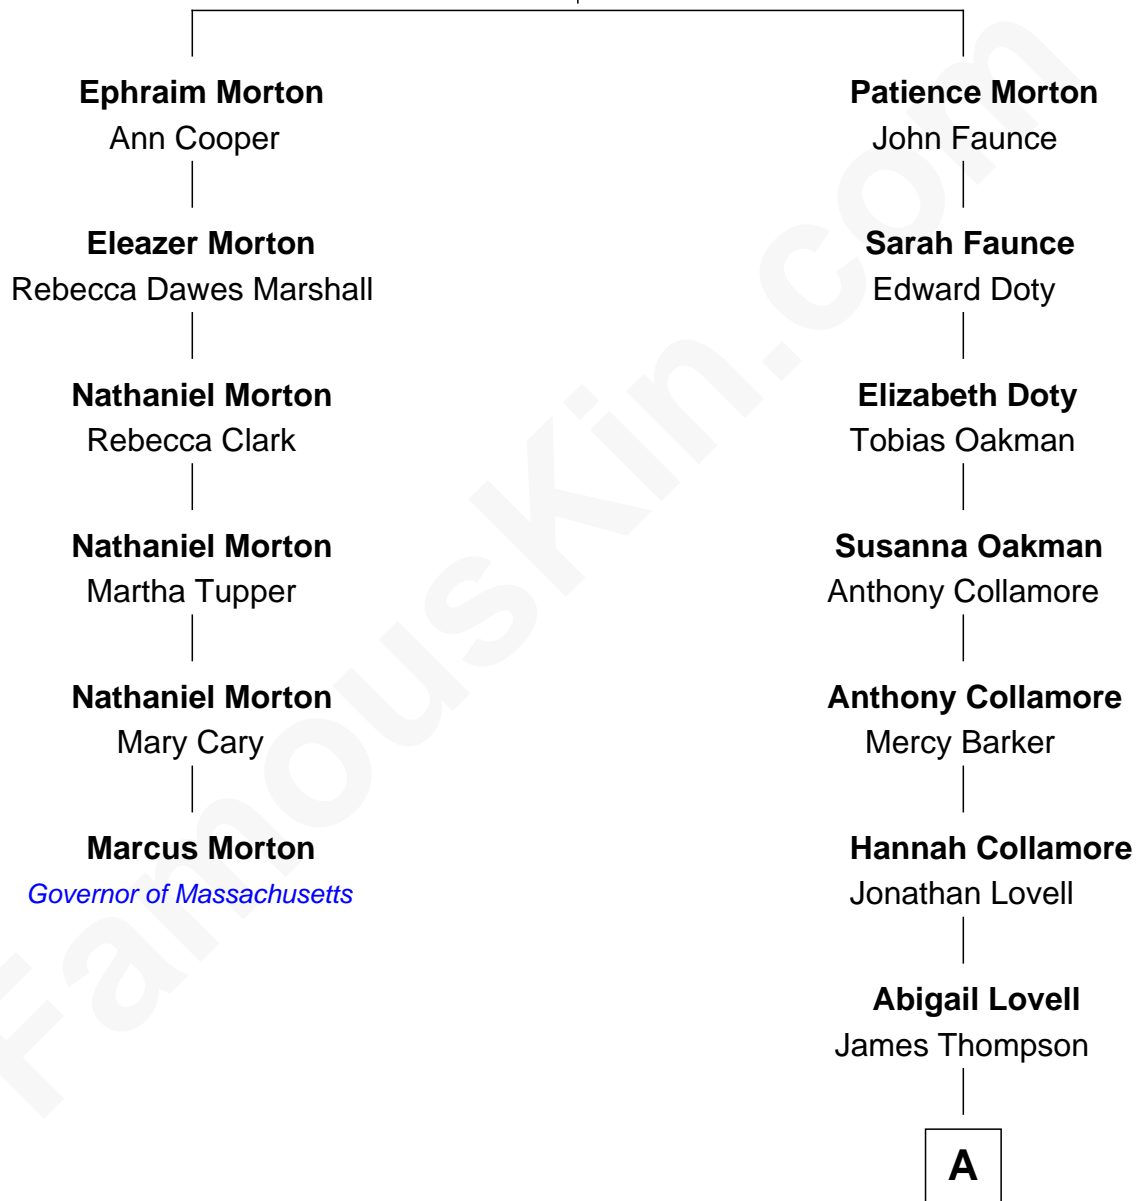 Ephraim Morton
Ann Cooper
Eleazer Morton
Rebecca Dawes Marshall
Nathaniel Morton
Rebecca Clark
Nathaniel Morton
Martha Tupper
Nathaniel Morton
Mary Cary
Marcus Morton
Governor of Massachusetts
Patience Morton
John Faunce
Sarah Faunce
Edward Doty
Elizabeth Doty
Tobias Oakman
Susanna Oakman
Anthony Collamore
Anthony Collamore
Mercy Barker
Hannah Collamore
Jonathan Lovell
Abigail Lovell
James Thompson
A
FamousKin.com